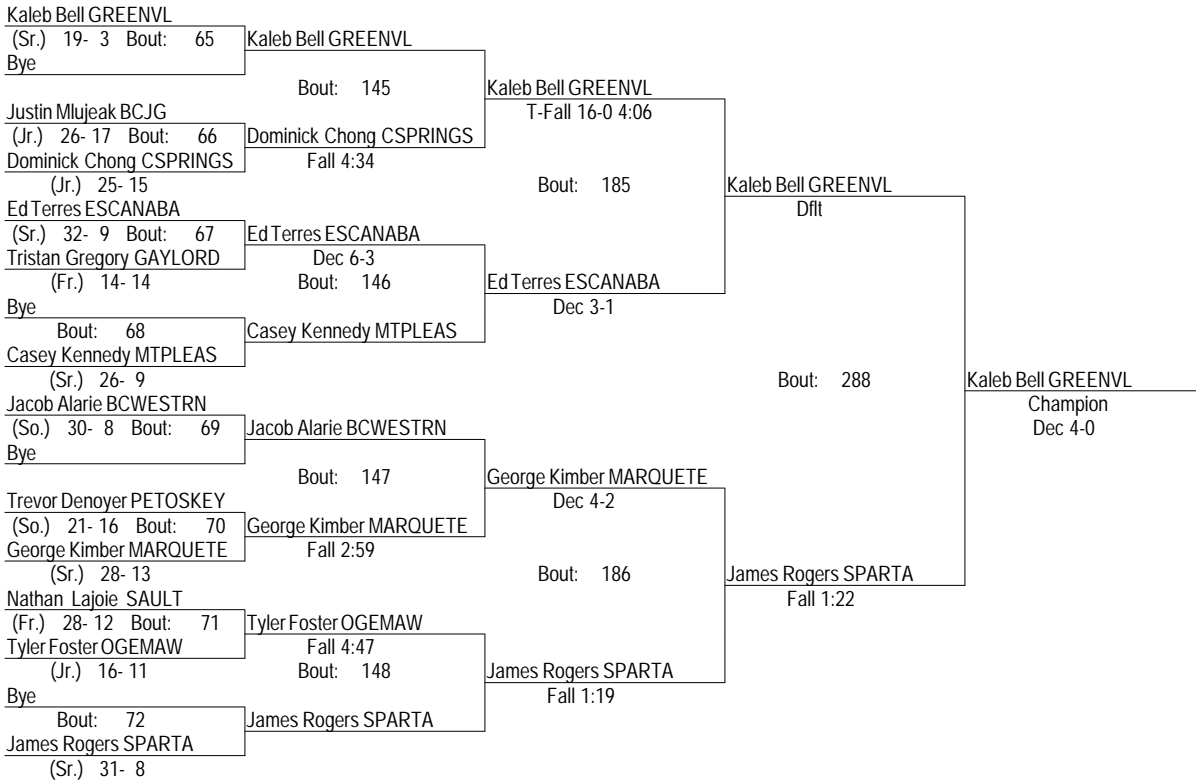 Kaleb Bell GREENVL
(Sr.) 19- 3 Bout: 65
Kaleb Bell GREENVL
Bye
Bout: 145
Kaleb Bell GREENVL
Justin Mlujeak BCJG
T-Fall 16-0 4:06
(Jr.) 26- 17 Bout: 66
Dominick Chong CSPRINGS
Dominick Chong CSPRINGS
Fall 4:34
(Jr.) 25- 15
Bout: 185
Kaleb Bell GREENVL
Ed Terres ESCANABA
Dflt
(Sr.) 32- 9 Bout: 67
Ed Terres ESCANABA
Tristan Gregory GAYLORD
Dec 6-3
(Fr.) 14- 14
Bout: 146
Ed Terres ESCANABA
Bye
Dec 3-1
Bout: 68
Casey Kennedy MTPLEAS
Casey Kennedy MTPLEAS
(Sr.) 26- 9
Bout: 288
Kaleb Bell GREENVL
Jacob Alarie BCWESTRN
Champion
(So.) 30- 8 Bout: 69
Jacob Alarie BCWESTRN
Dec 4-0
Bye
Bout: 147
George Kimber MARQUETE
Trevor Denoyer PETOSKEY
Dec 4-2
(So.) 21- 16 Bout: 70
George Kimber MARQUETE
George Kimber MARQUETE
Fall 2:59
(Sr.) 28- 13
Bout: 186
James Rogers SPARTA
Nathan Lajoie SAULT
Fall 1:22
(Fr.) 28- 12 Bout: 71
Tyler Foster OGEMAW
Tyler Foster OGEMAW
Fall 4:47
(Jr.) 16- 11
Bout: 148
James Rogers SPARTA
Bye
Fall 1:19
Bout: 72
James Rogers SPARTA
James Rogers SPARTA
(Sr.) 31- 8